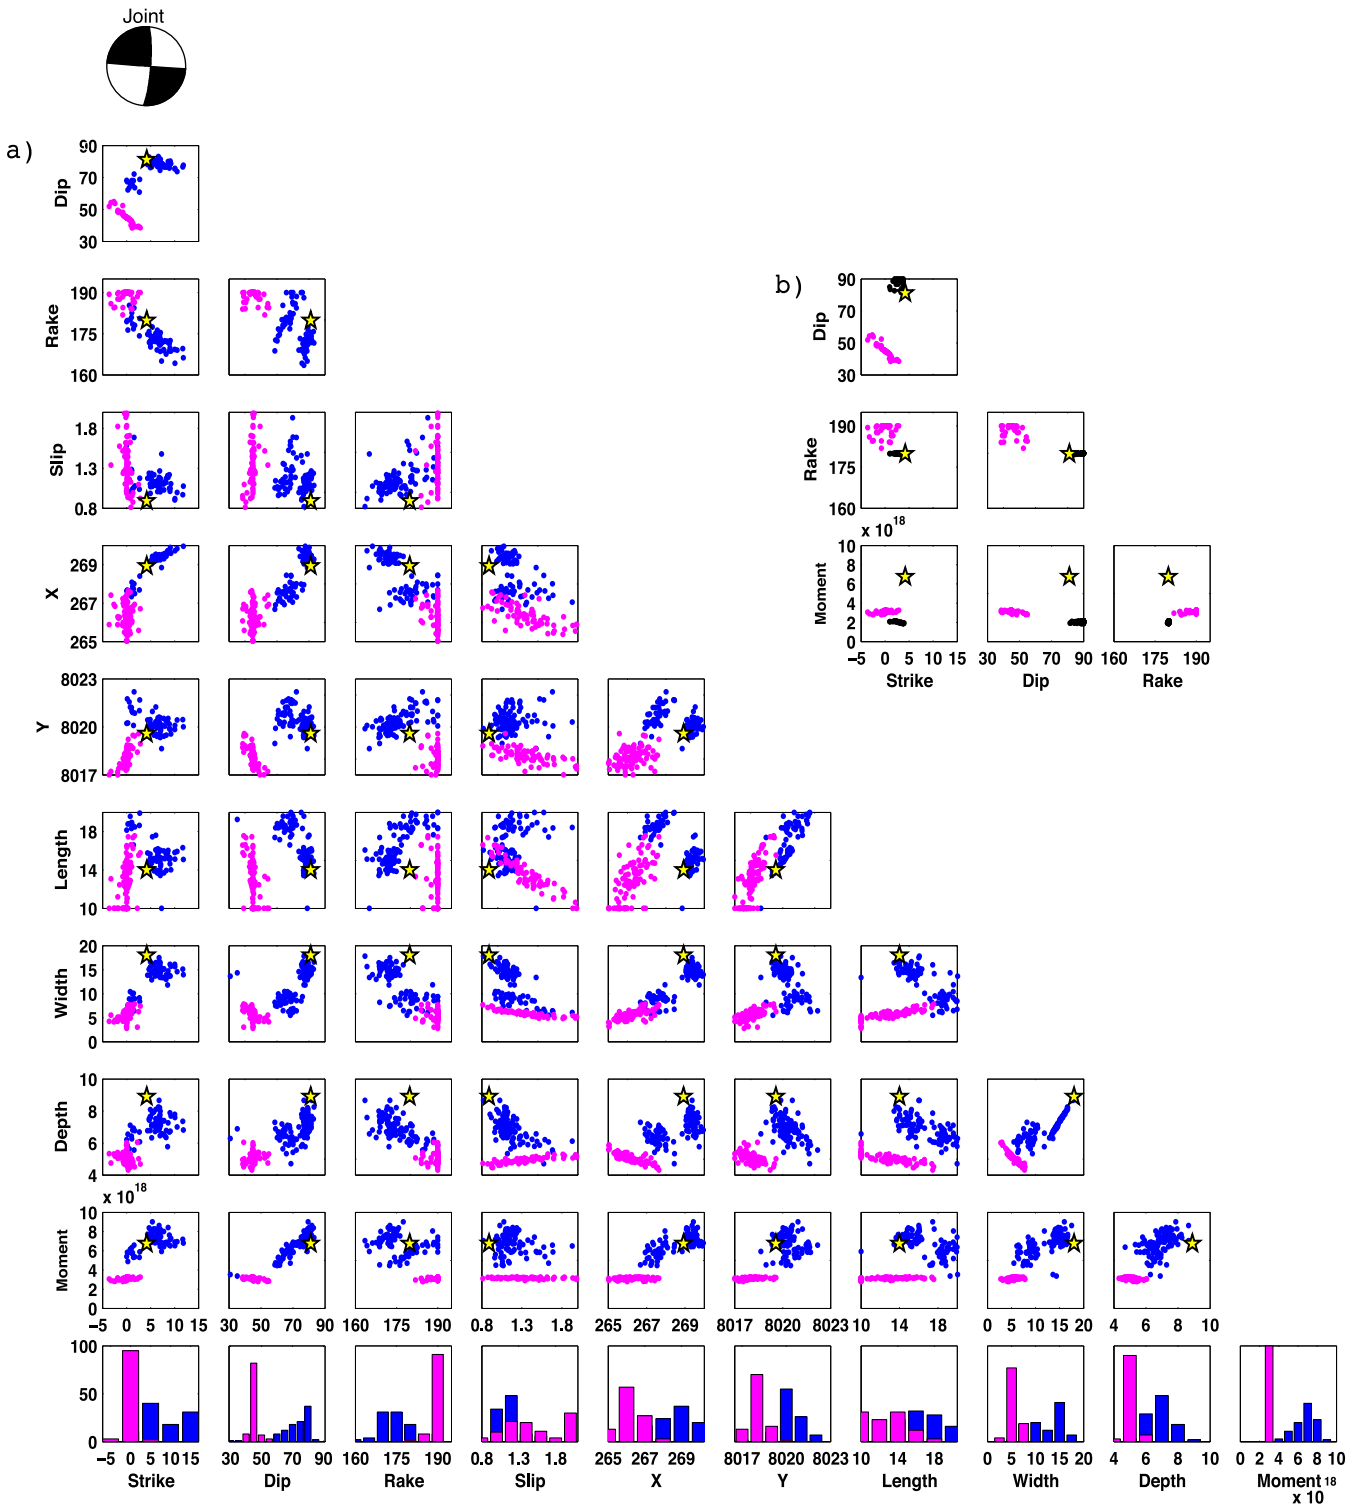 Joint
a)
90
70
50
30
Dip
190
175
160
Rake
b)
90
70
50
30
Dip
1.8
1.3
0.8
Slip
190
175
160
Rake
269
267
265
X
x 10^18
10
8
6
4
2
0
Moment
−5 0 5 15 30 50 70 90 160 175 190
Strike Dip Rake
8023
8020
8017
Y
18
14
10
Length
20
15
10
5
0
Width
10
8
6
4
Depth
x 10^18
10
8
6
4
2
0
Moment
−5 0 5 10 15 30 50 70 90 160 175 190 0.8 1.3 1.8 265 267 269 8017 8020 8023 10 14 18 0 5 10 15 20 4 6 8 10
100
50
0
−5 0 5 10 15 30 50 70 90 160 175 190 0.8 1.3 1.8 265 267 269 8017 8020 8023 10 14 18 0 5 10 15 20 4 6 8 10 0 2 4 6 8 10
Strike Dip Rake Slip X Y Length Width Depth Moment 18
x 10